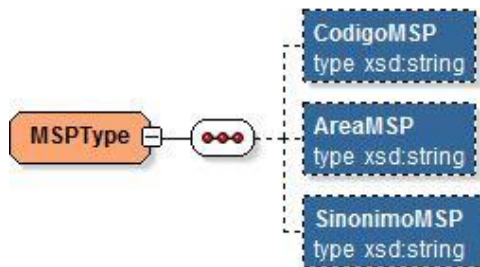 CodigoMSP
type xsd:string
MSPType
AreaMSP
type xsd:string
SinonimoMSP
type xsd:string